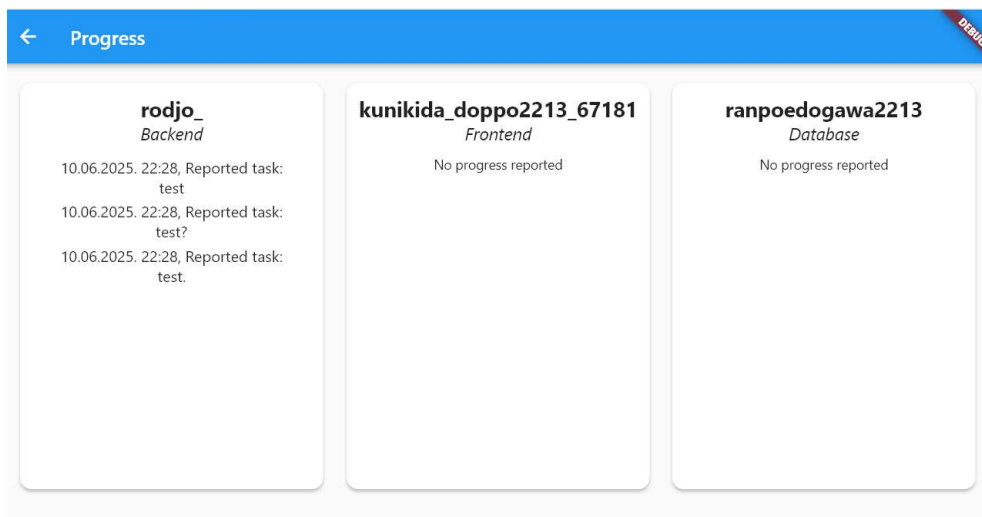 Progress
DEBUG
rodjo_
Backend
10.06.2025. 22:28, Reported task:
test
10.06.2025. 22:28, Reported task:
test?
10.06.2025. 22:28, Reported task:
test.
kunikida_doppo2213_67181
Frontend
No progress reported
ranpoedogawa2213
Database
No progress reported